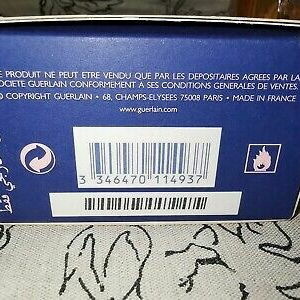 CE PRODUIT NE PEUT ETRE VENDU QUE PAR LES DEPOSITAIRES AGREES PAR LA
SOCIETE GUERLAIN CONFORMEMENT A SES CONDITIONS GENERALES DE VENTES.
© COPYRIGHT GUERLAIN • 68, CHAMPS-ELYSEES 75008 PARIS • MADE IN FRANCE
www.guerlain.com
3 346470 114937
فقط